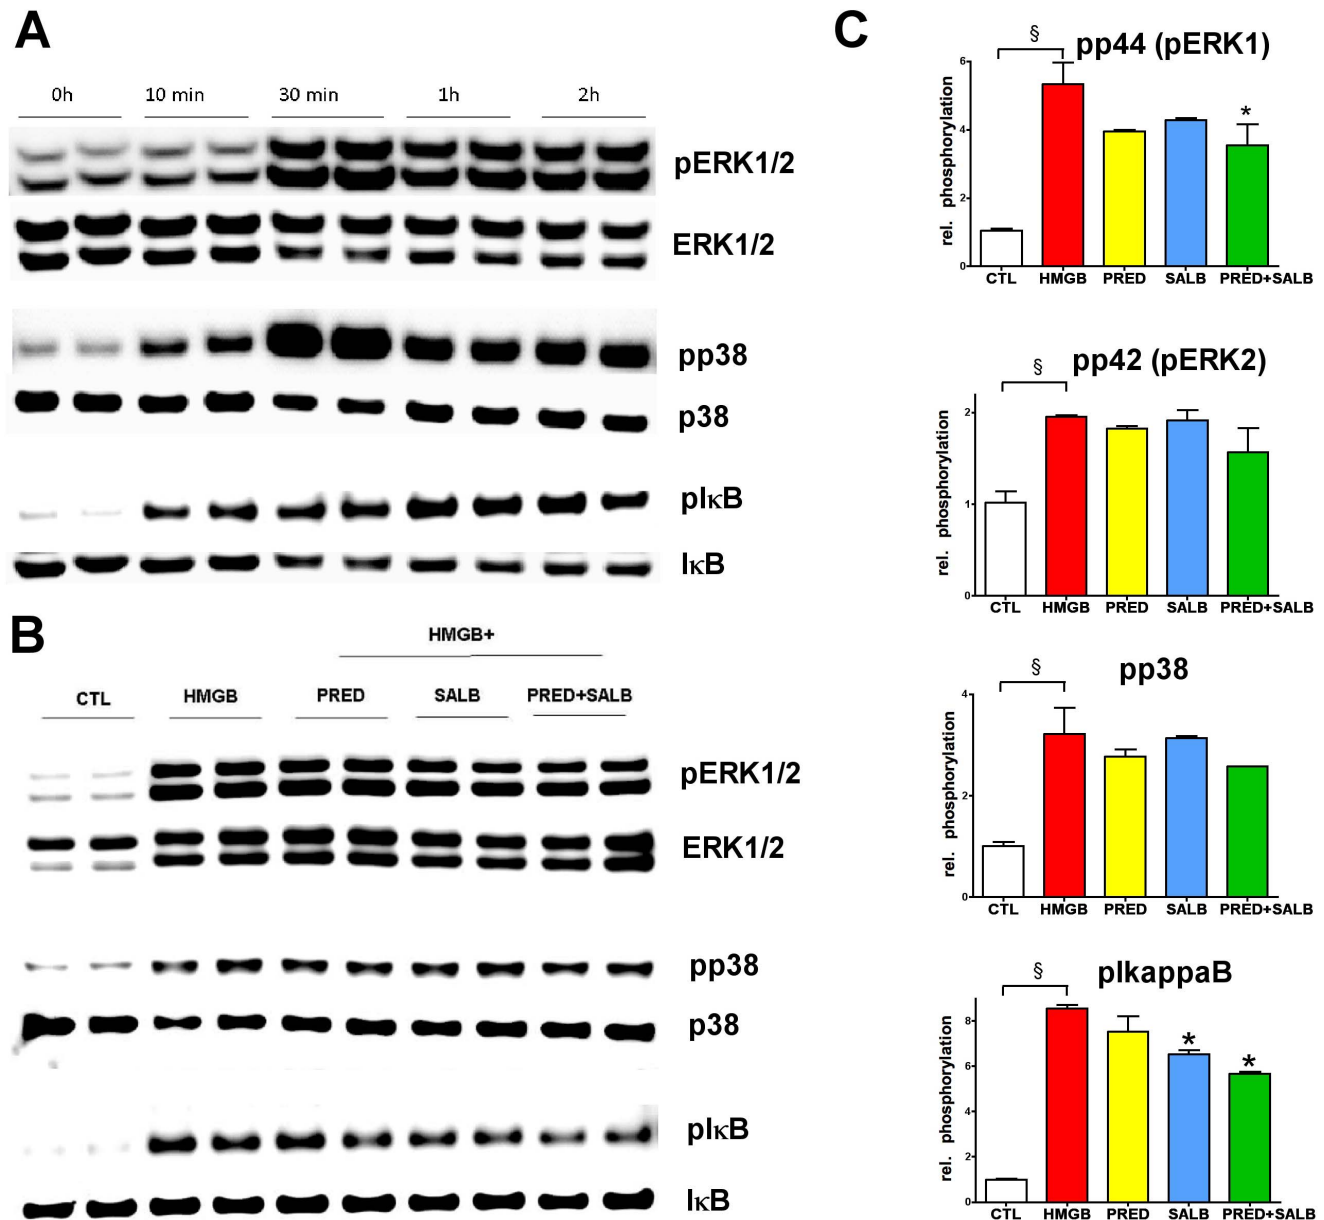 A
0h 10 min 30 min 1h 2h
pERK1/2
ERK1/2
pp38
p38
pIκB
IκB
B
HMGB+
CTL HMGB PRED SALB PRED+SALB
pERK1/2
ERK1/2
pp38
p38
pIκB
IκB
C
§ pp44 (pERK1)
rel. phosphorylation
6
4
2
0
*
CTL HMGB PRED SALB PRED+SALB
§ pp42 (pERK2)
rel. phosphorylation
2
1
0
CTL HMGB PRED SALB PRED+SALB
§ pp38
rel. phosphorylation
4
2
0
CTL HMGB PRED SALB PRED+SALB
§ pIkappaB
rel. phosphorylation
8
6
4
2
0
* *
CTL HMGB PRED SALB PRED+SALB